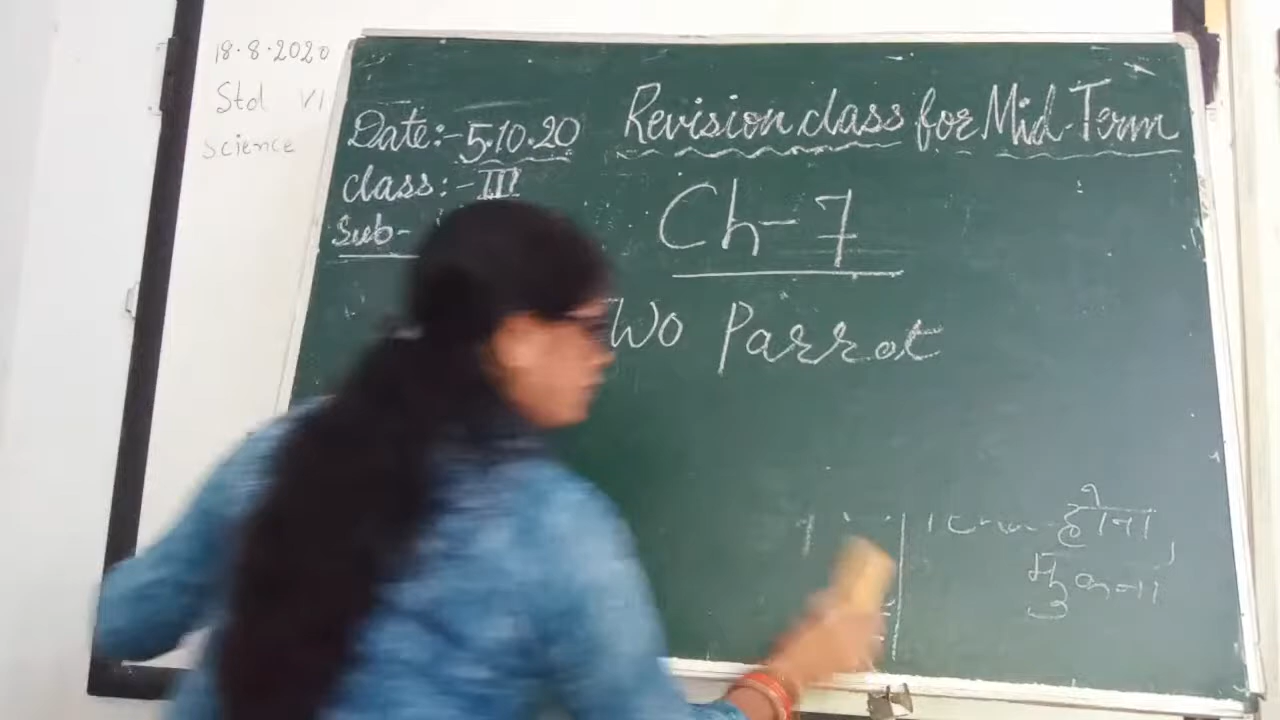 18.8.2020
Std VI
science
Date:- 5.10.20
class:- III
Sub-
Revision class for Mid-Term
Ch-7
Wo Parrot
होना,